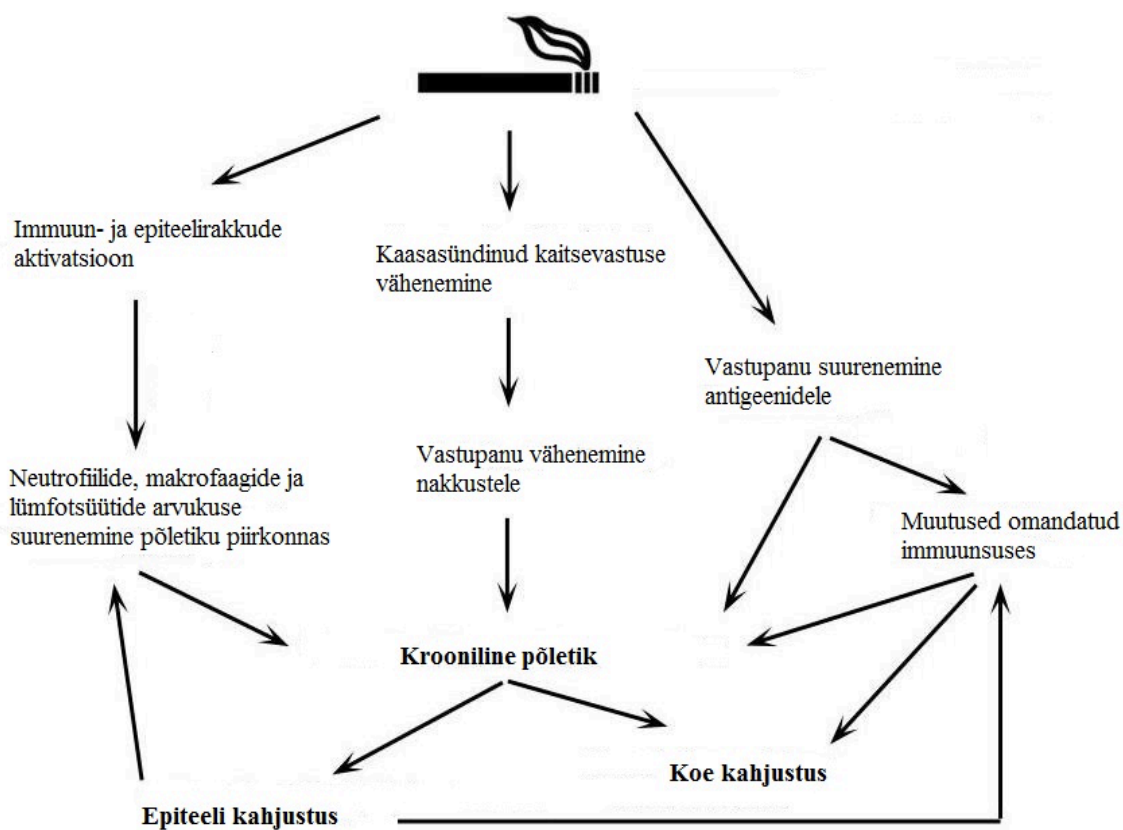 Immuun- ja epiteelirakkude
aktivatsioon
Kaasasündinud kaitsevastuse
vähenemine
Vastupanu suurenemine
antigeenidele
Neutrofiilide, makrofaagide ja
lümfotsüütide arvukuse
suurenemine põletiku piirkonnas
Vastupanu vähenemine
nakkustele
Muutused omandatud
immuunsuses
Krooniline põletik
Koe kahjustus
Epiteeli kahjustus